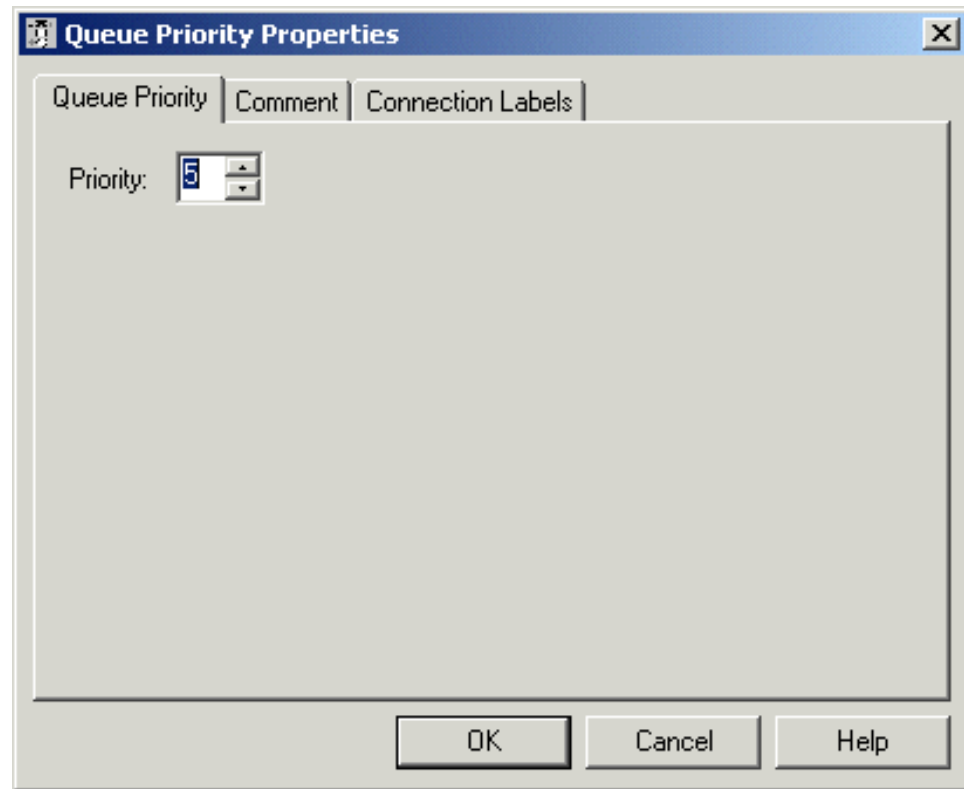 Queue Priority Properties
Queue Priority Comment Connection Labels
Priority: 5
OK Cancel Help